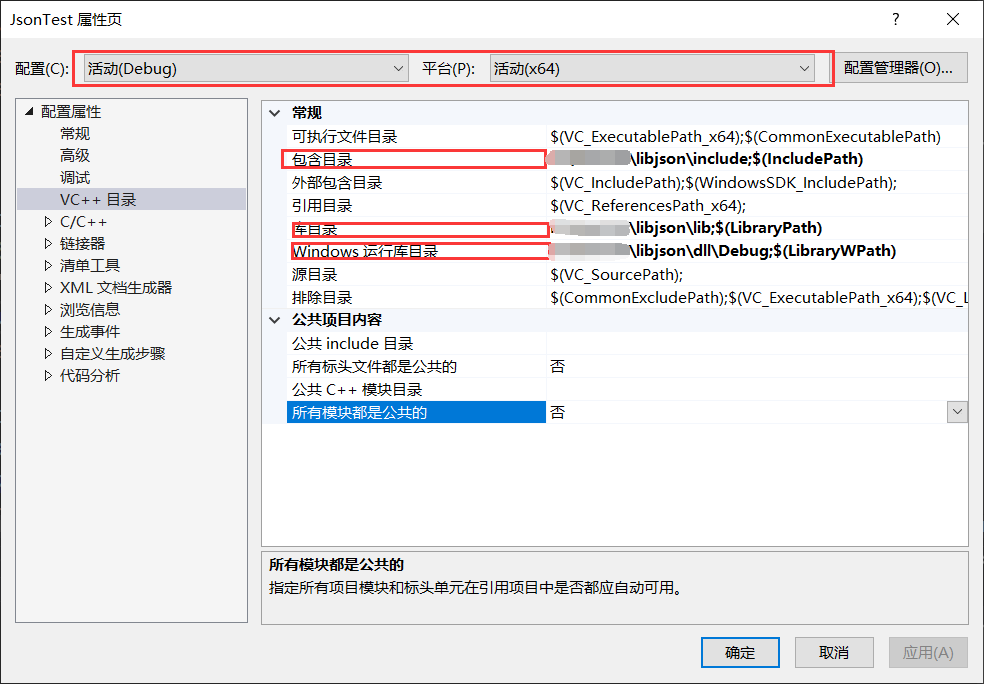 JsonTest 属性页
?
配置(C): 活动(Debug) 平台(P): 活动(x64) 配置管理器(O)...
配置属性
常规
高级
调试
VC++ 目录
C/C++
链接器
清单工具
XML 文档生成器
浏览信息
生成事件
自定义生成步骤
代码分析
常规
可执行文件目录 $(VC_ExecutablePath_x64);$(CommonExecutablePath)
包含目录 \libjson\include;$(IncludePath)
外部包含目录 $(VC_IncludePath);$(WindowsSDK_IncludePath);
引用目录 $(VC_ReferencesPath_x64);
库目录 \libjson\lib;$(LibraryPath)
Windows 运行库目录 \libjson\dll\Debug;$(LibraryWPath)
源目录 $(VC_SourcePath);
排除目录 $(CommonExcludePath);$(VC_ExecutablePath_x64);$(VC_L
公共项目内容
公共 include 目录
所有标头文件都是公共的 否
公共 C++ 模块目录
所有模块都是公共的 否
所有模块都是公共的
指定所有项目模块和标头单元在引用项目中是否都应自动可用。
确定 取消 应用(A)